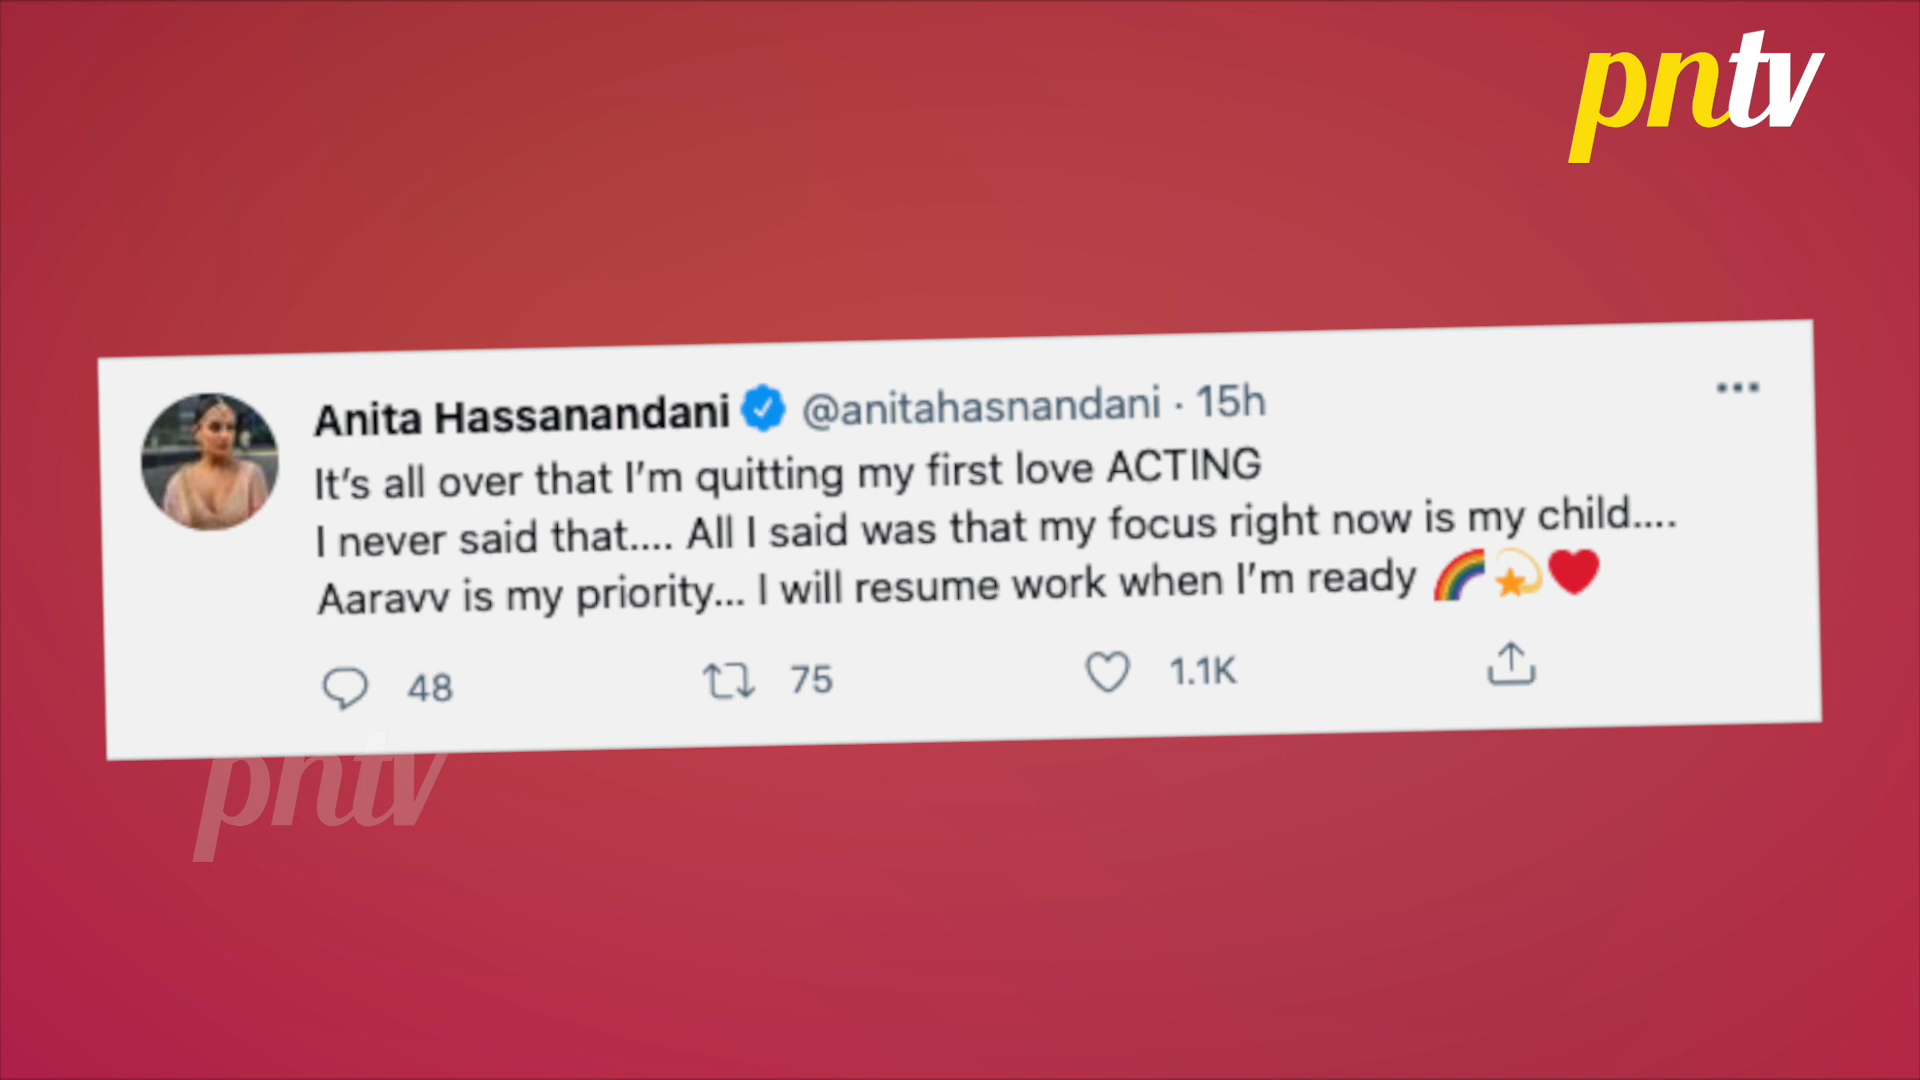 pntv
Anita Hassanandani @anitahasnandani · 15h
It’s all over that I’m quitting my first love ACTING
I never said that.... All I said was that my focus right now is my child....
Aaravv is my priority... I will resume work when I’m ready 🌈💫❤️
48 75 1.1K
pntv